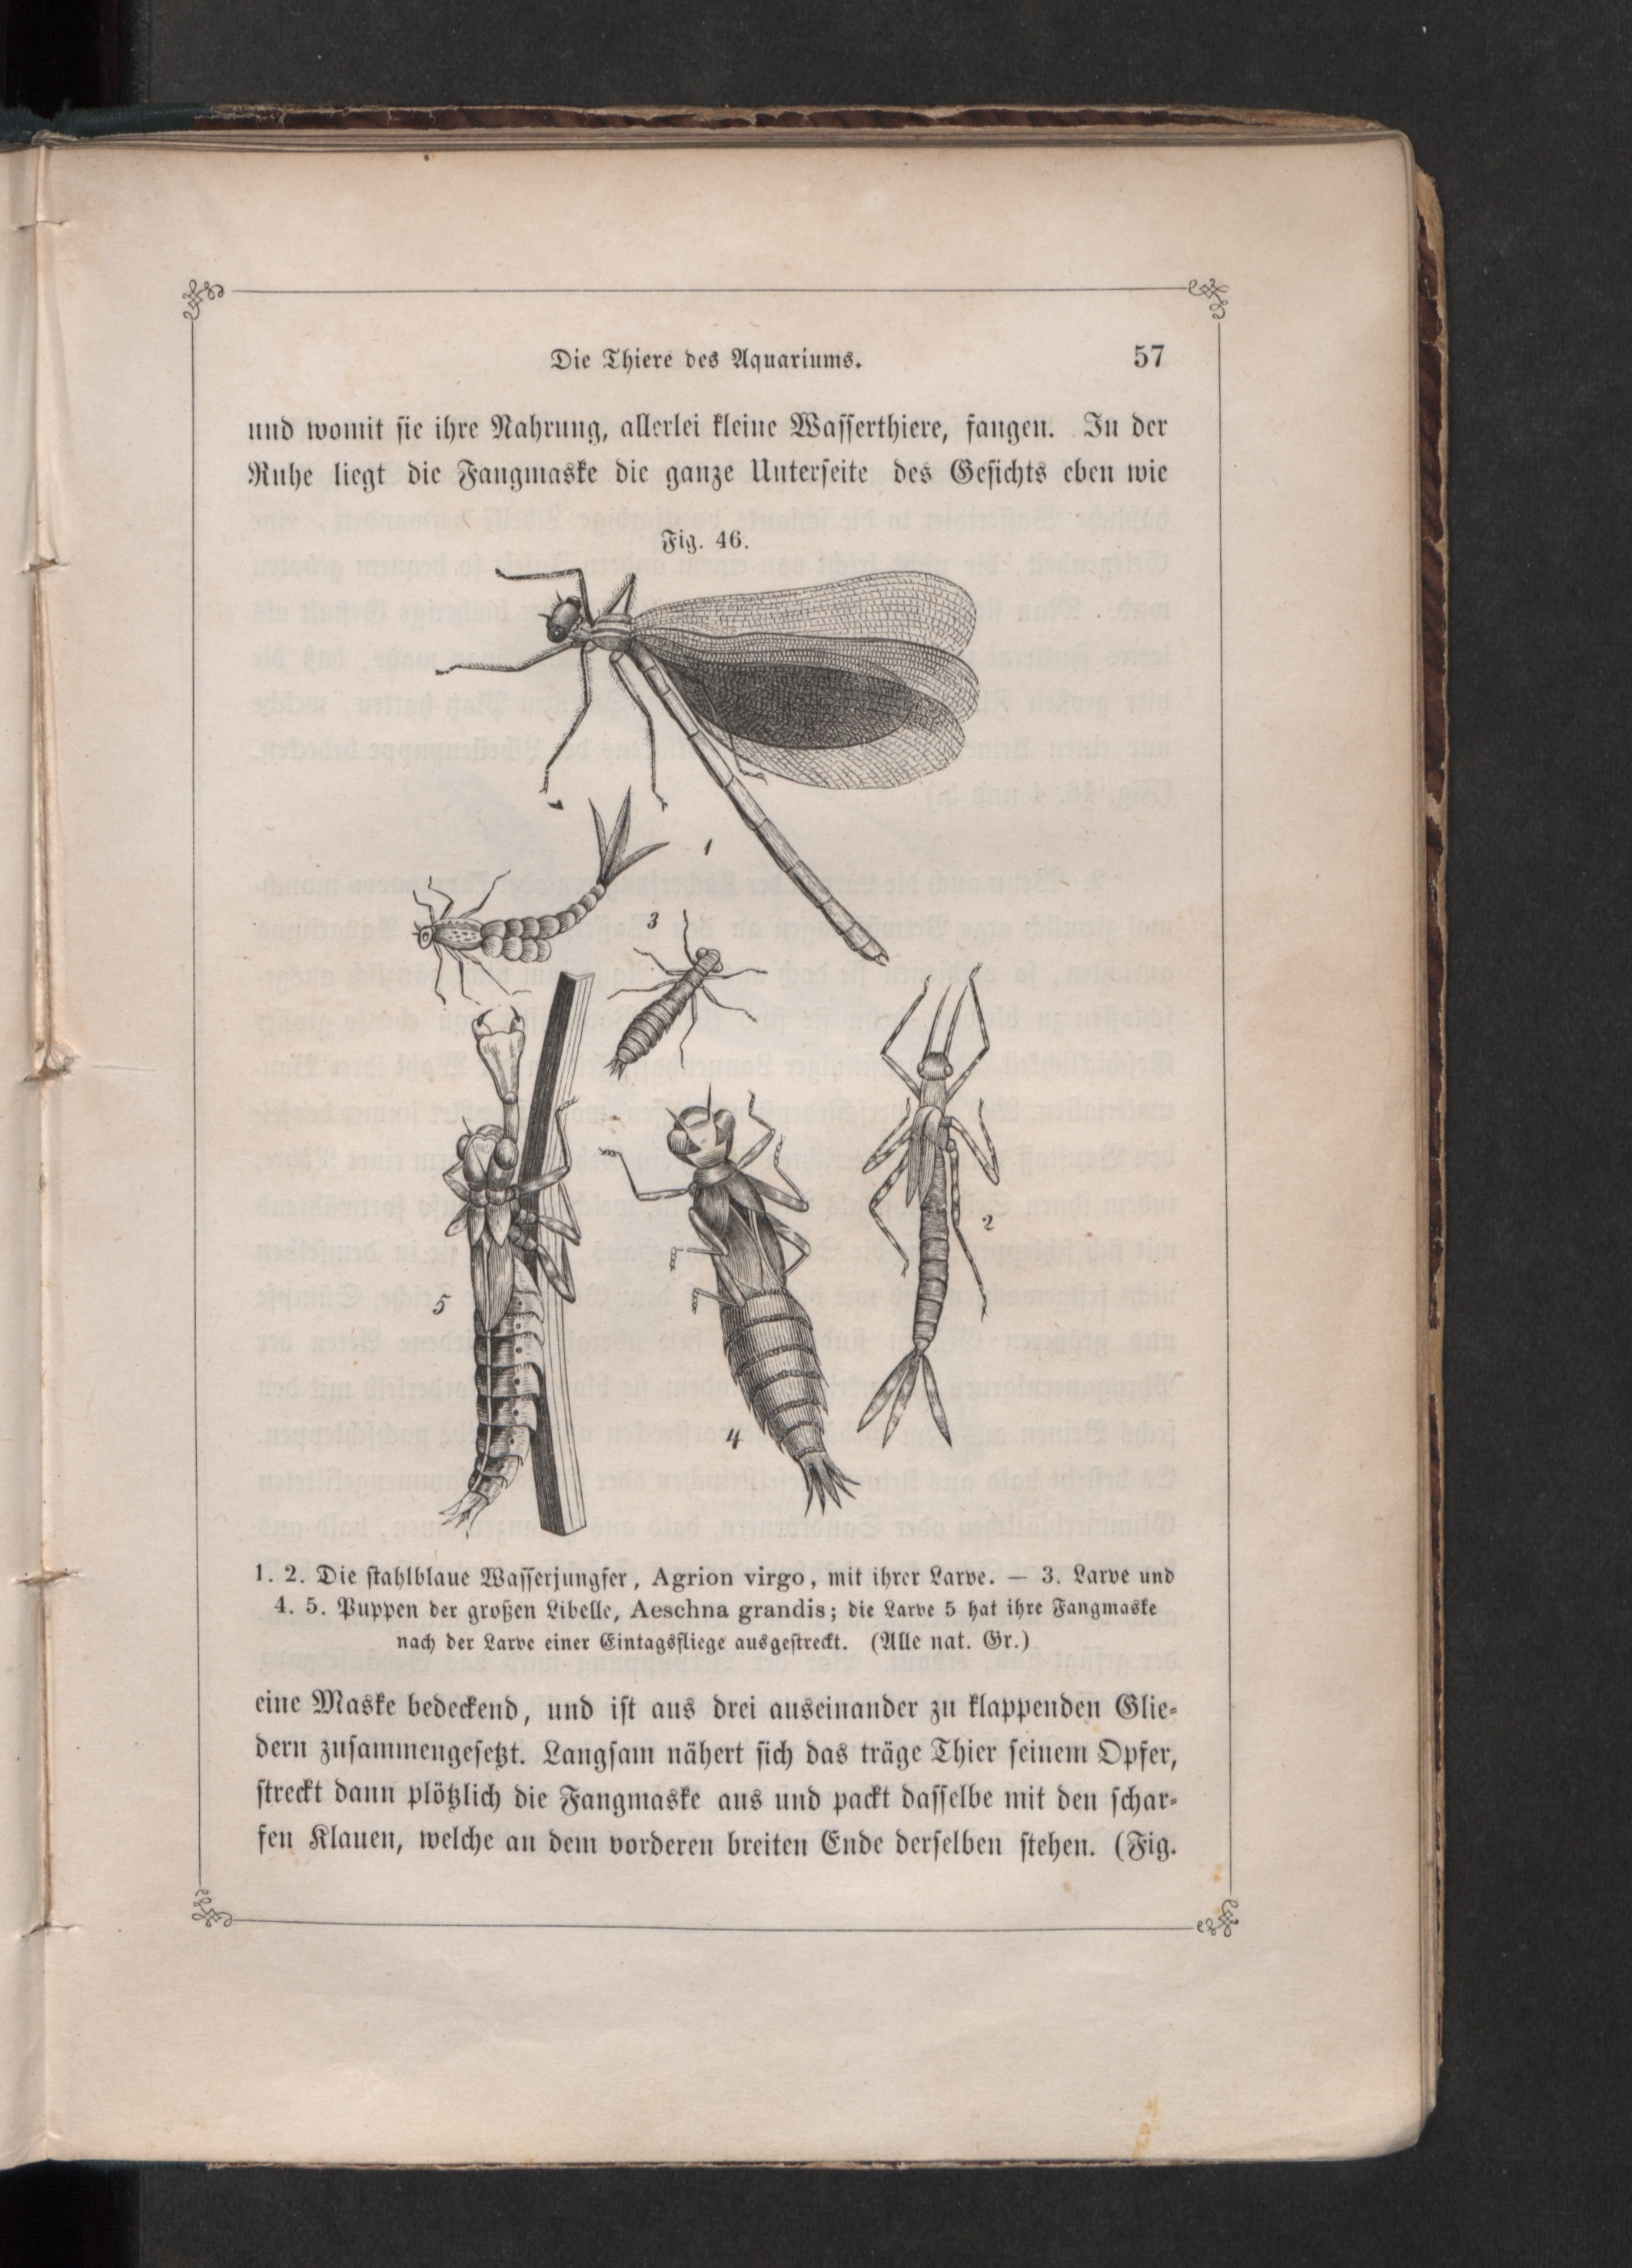 Die Thiere des Aquariums. 57
und womit ſie ihre Nahrung, allerlei kleine Waſſerthiere, fangen. In der
Ruhe liegt die Fangmaske die ganze Unterſeite des Geſichts eben wie
Fig. 46.
1
3
2
5
4
1. 2. Die ſtahlblaue Waſſerjungfer, Agrion virgo, mit ihrer Larve. — 3. Larve und
4. 5. Puppen der großen Libelle, Aeschna grandis; die Larve 5 hat ihre Fangmaske
nach der Larve einer Eintagsfliege ausgeſtreckt. (Alle nat. Gr.)
eine Maske bedeckend, und iſt aus drei auseinander zu klappenden Glie-
dern zuſammengeſetzt. Langſam nähert ſich das träge Thier ſeinem Opfer,
ſtreckt dann plötzlich die Fangmaske aus und packt daſſelbe mit den ſchar-
fen Klauen, welche an dem vorderen breiten Ende derſelben ſtehen. (Fig.